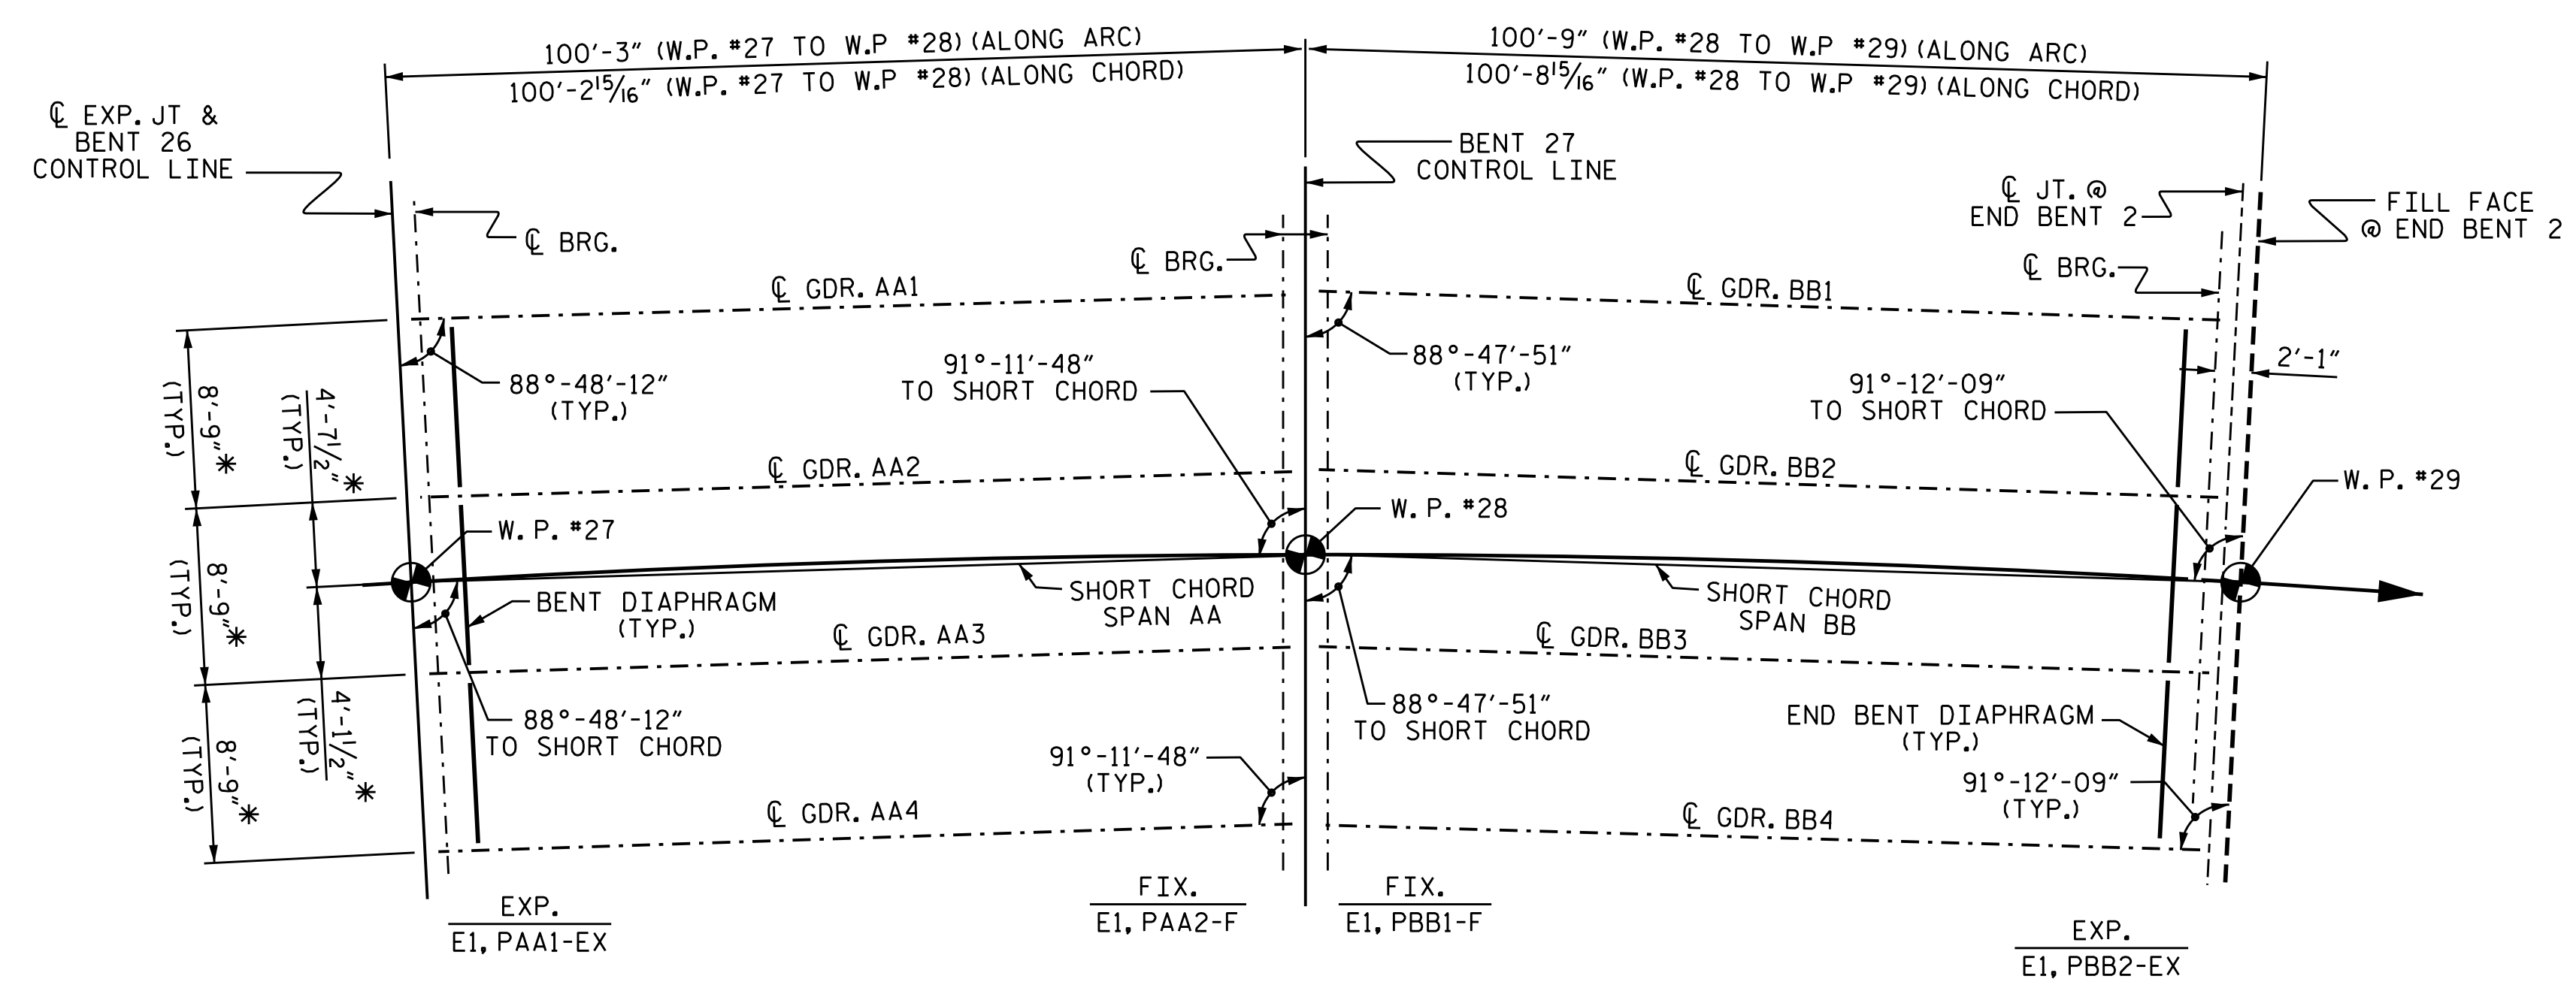 100'-3" (W.P. #27 TO W.P #28) (ALONG ARC)
100'-2 15/16" (W.P. #27 TO W.P #28) (ALONG CHORD)
100'-9" (W.P. #28 TO W.P #29) (ALONG ARC)
100'-8 15/16" (W.P. #28 TO W.P #29) (ALONG CHORD)
℄ EXP. JT &
BENT 26
CONTROL LINE
℄ BRG.
BENT 27
CONTROL LINE
℄ BRG.
℄ JT. @
END BENT 2
℄ BRG.
FILL FACE
@ END BENT 2
℄ GDR. AA1
℄ GDR. BB1
88°-48'-12"
(TYP.)
91°-11'-48"
TO SHORT CHORD
88°-47'-51"
(TYP.)
91°-12'-09"
TO SHORT CHORD
2'-1"
8'-9"*
(TYP.)
4'-7 1/2"*
(TYP.)
℄ GDR. AA2
℄ GDR. BB2
W.P. #27
W.P. #28
W.P. #29
8'-9"*
(TYP.)
BENT DIAPHRAGM
(TYP.)
SHORT CHORD
SPAN AA
SHORT CHORD
SPAN BB
℄ GDR. AA3
℄ GDR. BB3
8'-9"*
(TYP.)
4'-1 1/2"*
(TYP.)
88°-48'-12"
TO SHORT CHORD
88°-47'-51"
TO SHORT CHORD
END BENT DIAPHRAGM
(TYP.)
91°-11'-48"
(TYP.)
91°-12'-09"
(TYP.)
℄ GDR. AA4
℄ GDR. BB4
EXP.
E1, PAA1-EX
FIX.
E1, PAA2-F
FIX.
E1, PBB1-F
EXP.
E1, PBB2-EX